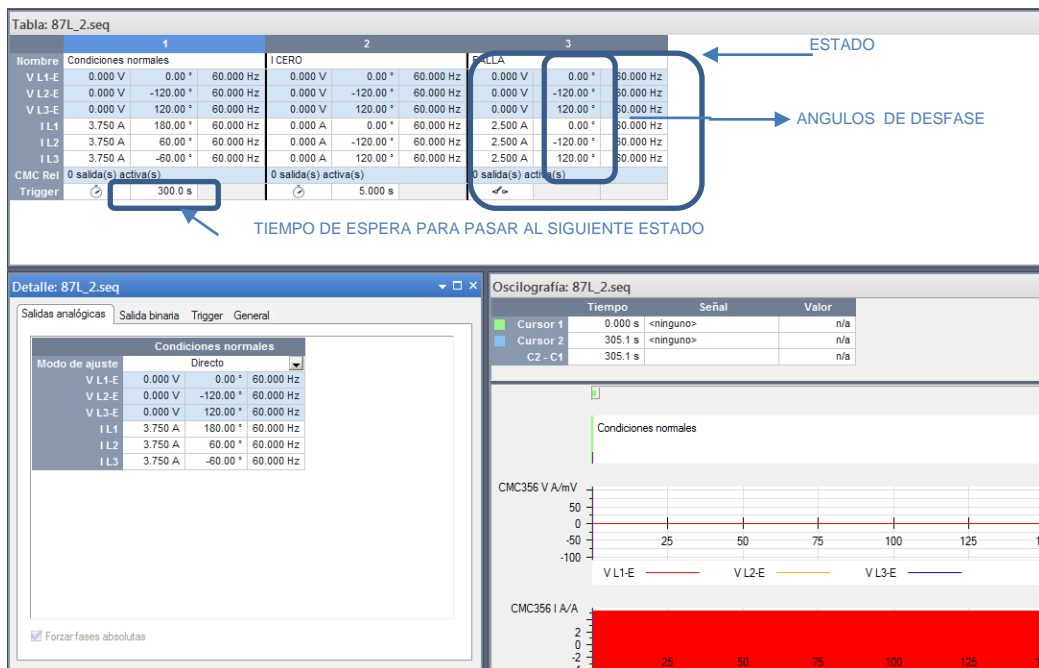 Tabla: 87L_2.seq
1 2 3
Nombre Condiciones normales I CERO FALLA
V L1-E 0.000 V 0.00 ° 60.000 Hz 0.000 V 0.00 ° 60.000 Hz 0.000 V 0.00 ° 60.000 Hz
V L2-E 0.000 V -120.00 ° 60.000 Hz 0.000 V -120.00 ° 60.000 Hz 0.000 V -120.00 ° 60.000 Hz
V L3-E 0.000 V 120.00 ° 60.000 Hz 0.000 V 120.00 ° 60.000 Hz 0.000 V 120.00 ° 60.000 Hz
I L1 3.750 A 180.00 ° 60.000 Hz 0.000 A 0.00 ° 60.000 Hz 2.500 A 0.00 ° 60.000 Hz
I L2 3.750 A 60.00 ° 60.000 Hz 0.000 A -120.00 ° 60.000 Hz 2.500 A -120.00 ° 60.000 Hz
I L3 3.750 A -60.00 ° 60.000 Hz 0.000 A 120.00 ° 60.000 Hz 2.500 A 120.00 ° 60.000 Hz
CMC Rel 0 salida(s) activa(s) 0 salida(s) activa(s) 0 salida(s) activa(s)
Trigger 300.0 s 5.000 s
ESTADO
ANGULOS DE DESFASE
TIEMPO DE ESPERA PARA PASAR AL SIGUIENTE ESTADO
Detalle: 87L_2.seq
Salidas analógicas Salida binaria Trigger General
Condiciones normales
Modo de ajuste Directo
V L1-E 0.000 V 0.00 ° 60.000 Hz
V L2-E 0.000 V -120.00 ° 60.000 Hz
V L3-E 0.000 V 120.00 ° 60.000 Hz
I L1 3.750 A 180.00 ° 60.000 Hz
I L2 3.750 A 60.00 ° 60.000 Hz
I L3 3.750 A -60.00 ° 60.000 Hz
Forzar fases absolutas
Oscilografía: 87L_2.seq
Tiempo Señal Valor
Cursor 1 0.000 s <ninguno> n/a
Cursor 2 305.1 s <ninguno> n/a
C2 - C1 305.1 s n/a
Condiciones normales
CMC356 V A/mV
50
0
-50
-100
25 50 75 100 125
V L1-E V L2-E V L3-E
CMC356 I A/A
2
0
-2
25 50 75 100 125